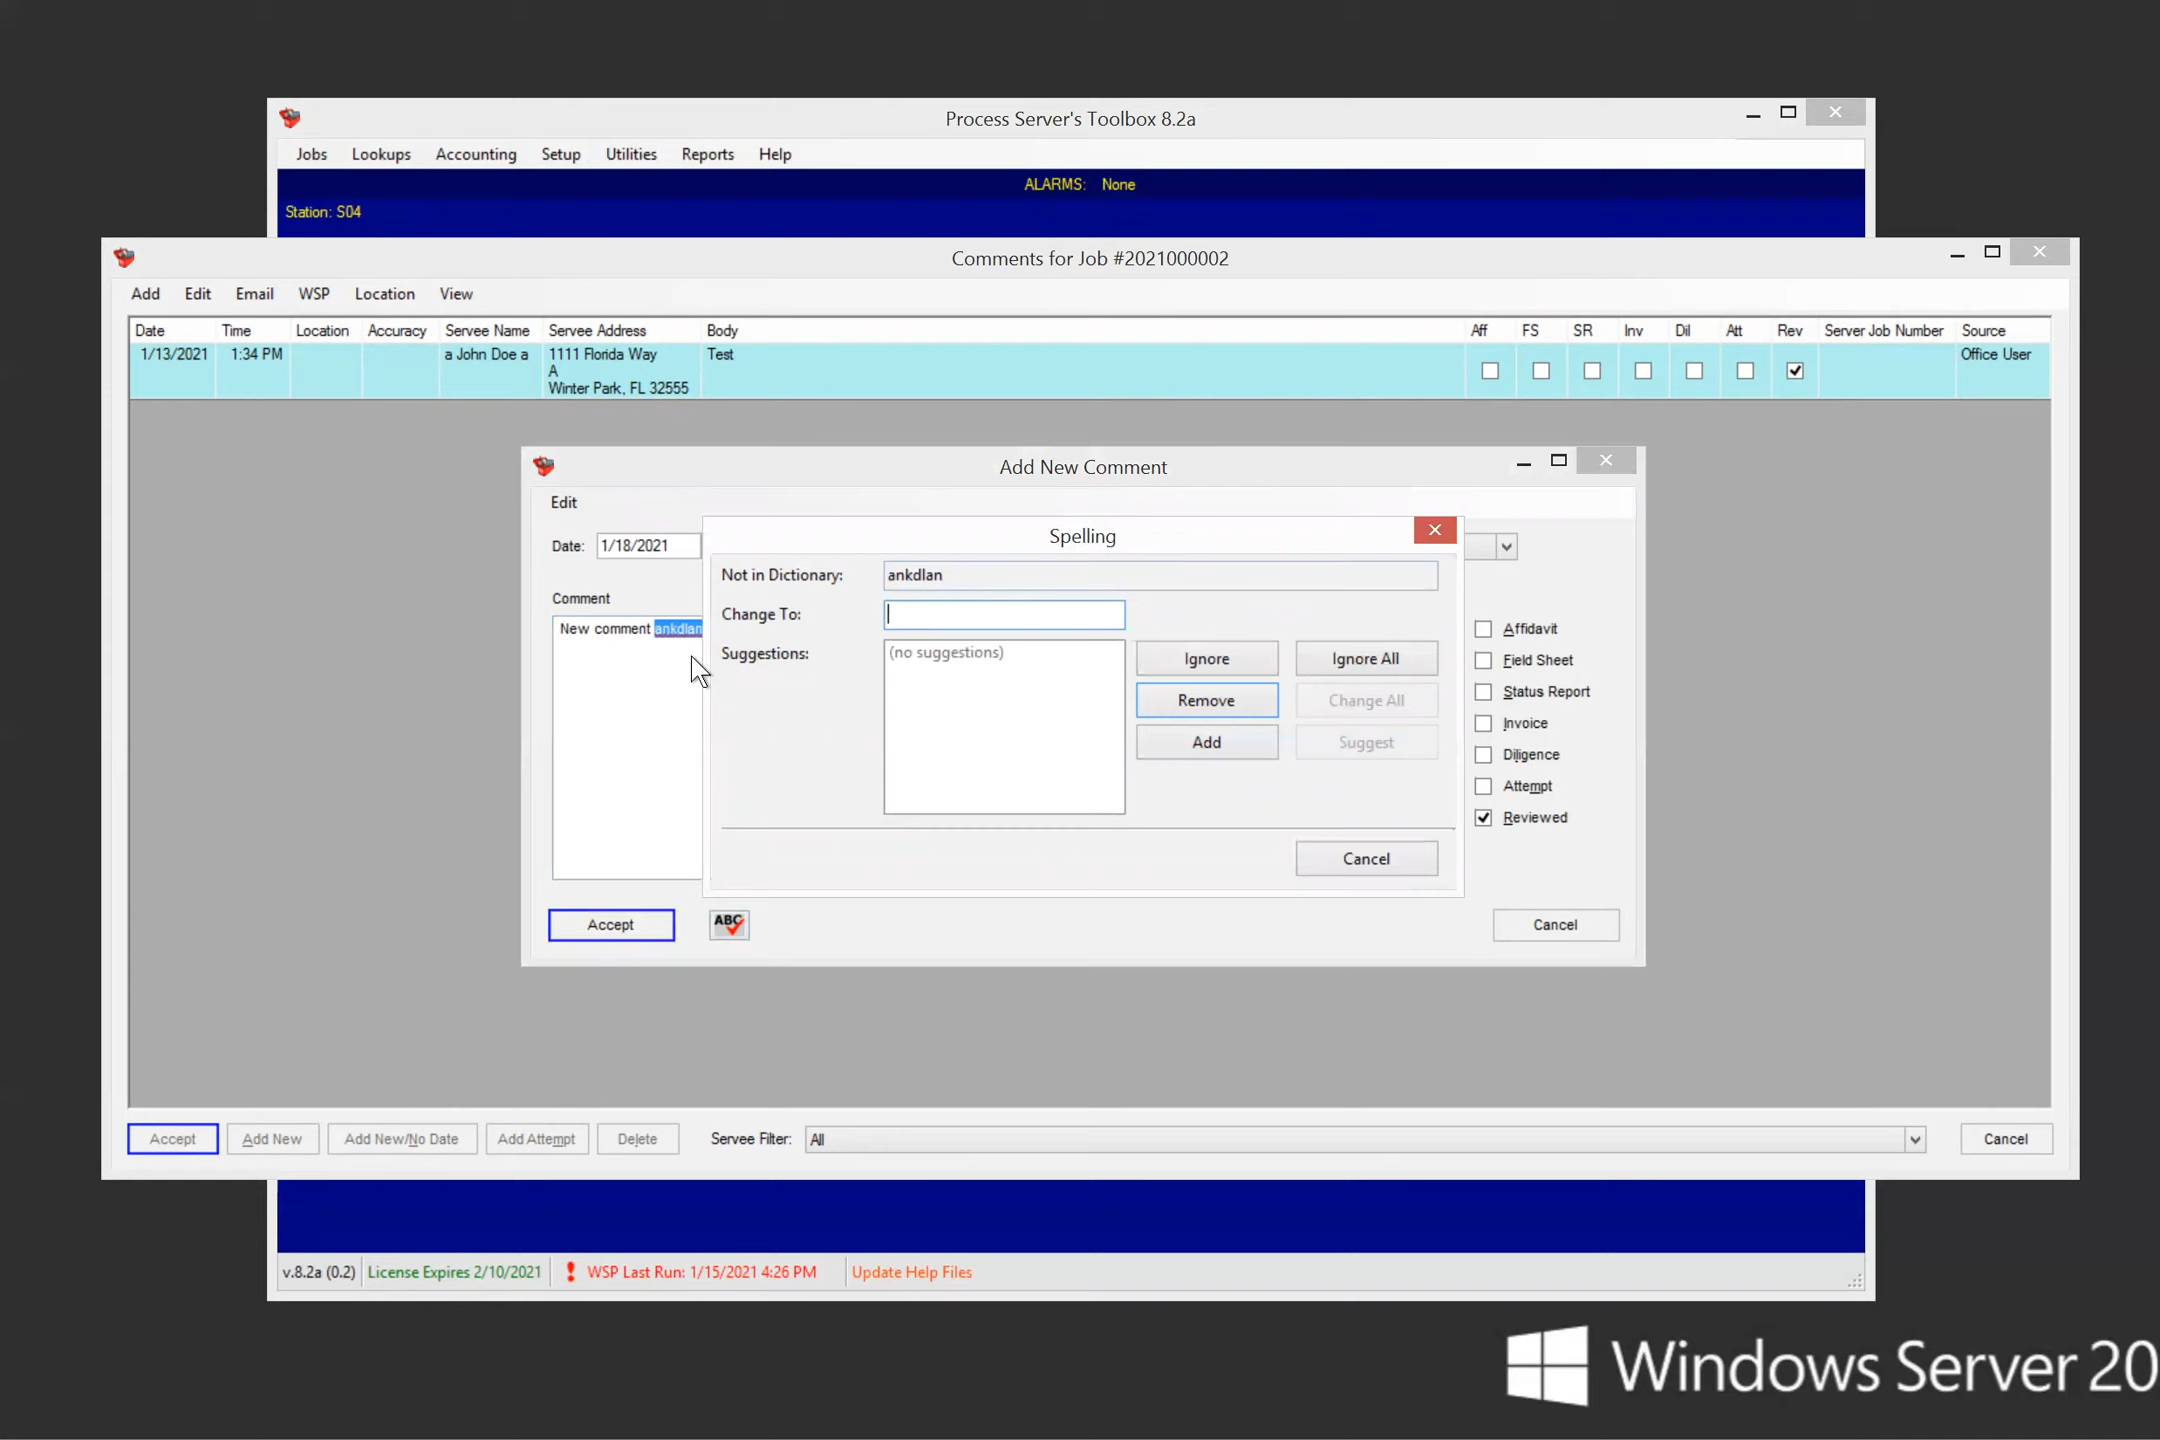 Process Server's Toolbox 8.2a
Jobs Lookups Accounting Setup Utilities Reports Help
ALARMS: None
Station: S04
Comments for Job #2021000002
Add Edit Email WSP Location View
Date Time Location Accuracy Servee Name Servee Address Body Aff FS SR Inv Dil Att Rev Server Job Number Source
1/13/2021 1:34 PM a John Doe a 1111 Florida Way Test Office User
A
Winter Park, FL 32555
Add New Comment
Edit
Spelling
Date: 1/18/2021
Not in Dictionary: ankdlan
Change To:
Comment
New comment ankdlan
Suggestions: (no suggestions)
Ignore Ignore All
Remove Change All
Add Suggest
Cancel
Affidavit
Field Sheet
Status Report
Invoice
Diligence
Attempt
Reviewed
Accept ABC Cancel
Accept Add New Add New/No Date Add Attempt Delete Servee Filter: All Cancel
v.8.2a (0.2) License Expires 2/10/2021 WSP Last Run: 1/15/2021 4:26 PM Update Help Files
Windows Server 20